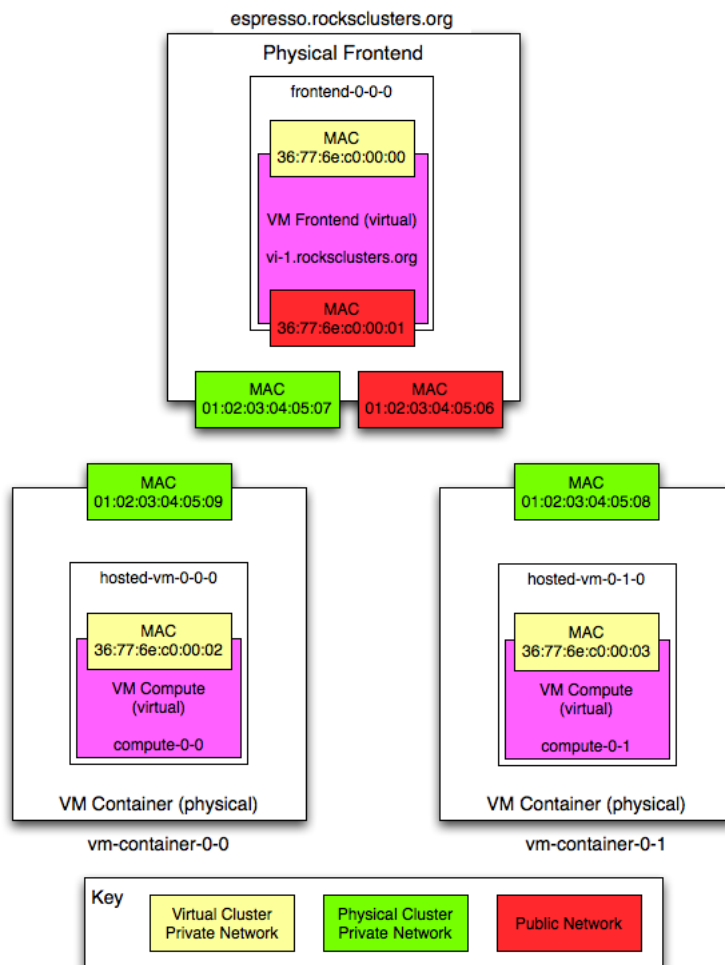 espresso.rocksclusters.org
Physical Frontend
frontend-0-0-0
MAC
36:77:6e:c0:00:00
VM Frontend (virtual)
vi-1.rocksclusters.org
MAC
36:77:6e:c0:00:01
MAC
01:02:03:04:05:07
MAC
01:02:03:04:05:06
MAC
01:02:03:04:05:09
hosted-vm-0-0-0
MAC
36:77:6e:c0:00:02
VM Compute
(virtual)
compute-0-0
VM Container (physical)
vm-container-0-0
MAC
01:02:03:04:05:08
hosted-vm-0-1-0
MAC
36:77:6e:c0:00:03
VM Compute
(virtual)
compute-0-1
VM Container (physical)
vm-container-0-1
Key
Virtual Cluster
Private Network
Physical Cluster
Private Network
Public Network